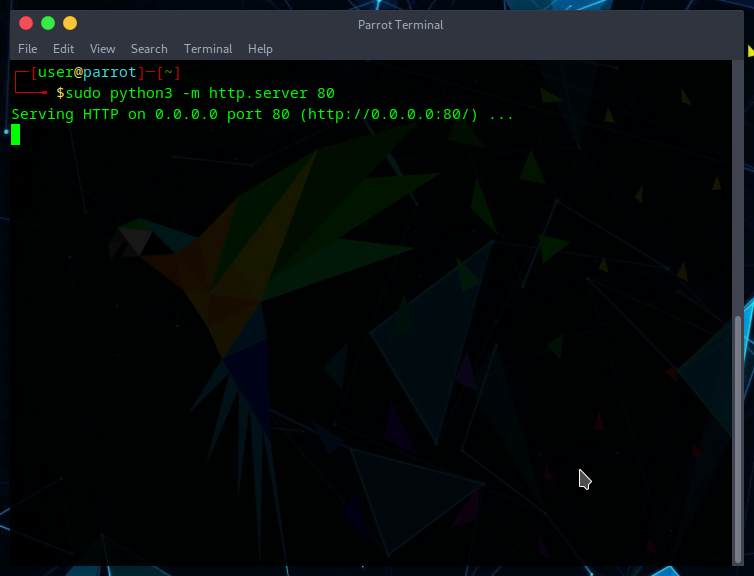 Parrot Terminal
File Edit View Search Terminal Help
┌─[user@parrot]─[~]
└──╼ $sudo python3 -m http.server 80
Serving HTTP on 0.0.0.0 port 80 (http://0.0.0.0:80/) ...